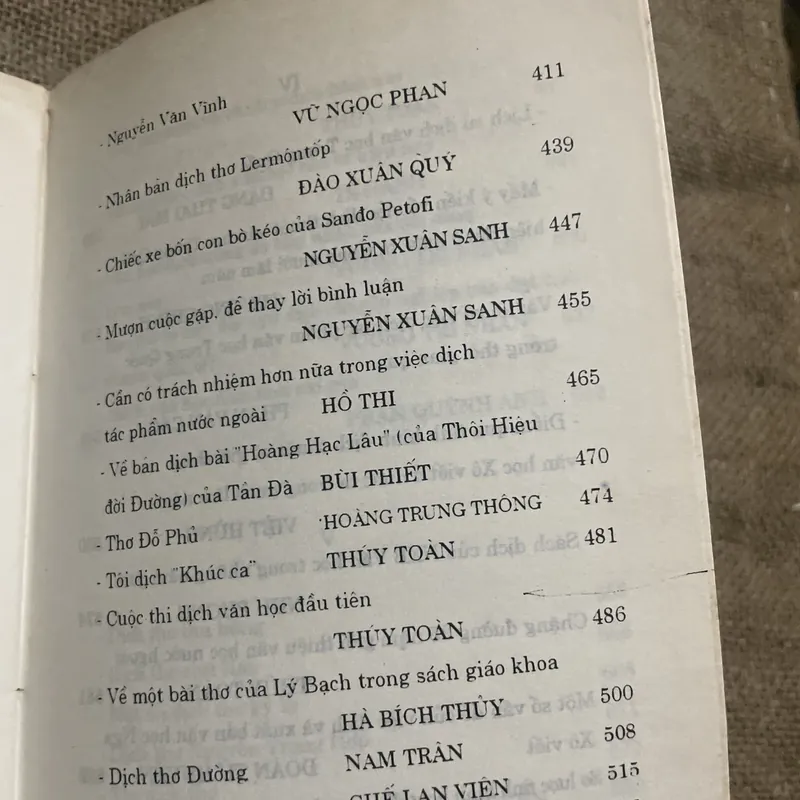 - Nguyễn Văn Vĩnh
VŨ NGỌC PHAN 411
- Nhân bản dịch thơ Lermôntốp
ĐÀO XUÂN QUÝ 439
- Chiếc xe bốn con bò kéo của Sanđo Petofi
NGUYỄN XUÂN SANH 447
- Mượn cuộc gặp, để thay lời bình luận
NGUYỄN XUÂN SANH 455
- Cần có trách nhiệm hơn nữa trong việc dịch
tác phẩm nước ngoài HỒ THI 465
- Về bản dịch bài "Hoàng Hạc Lâu" (của Thôi Hiệu
đời Đường) của Tản Đà BÙI THIẾT 470
- Thơ Đỗ Phủ HOÀNG TRUNG THÔNG 474
- Tôi dịch "Khúc ca" THÚY TOÀN 481
- Cuộc thi dịch văn học đầu tiên
THÚY TOÀN 486
- Về một bài thơ của Lý Bạch trong sách giáo khoa
HÀ BÍCH THỦY 500
- Dịch thơ Đường NAM TRÂN 508
CHẾ LAN VIÊN 515